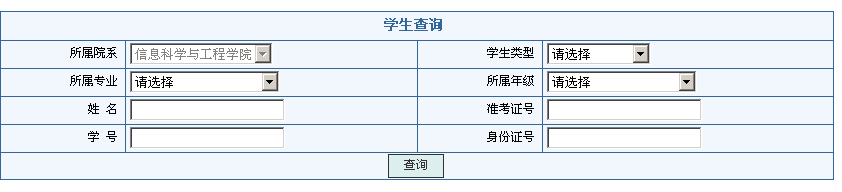 学生查询
所属院系 信息科学与工程学院 学生类型 请选择
所属专业 请选择 所属年级 请选择
姓 名 准考证号
学 号 身份证号
查询